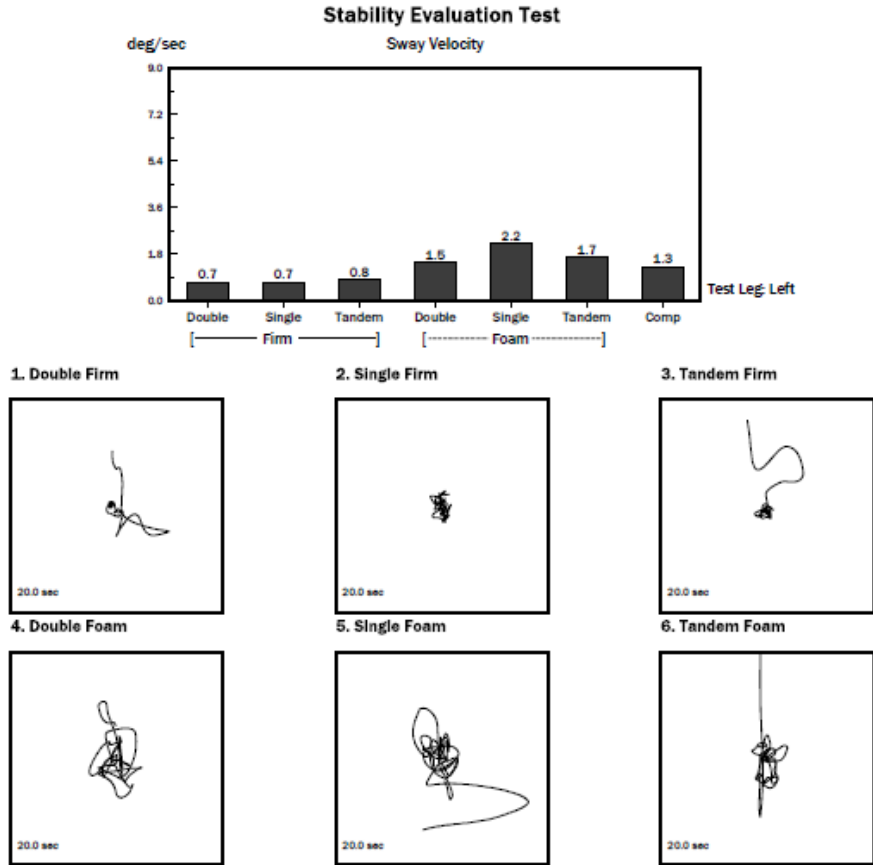 Stability Evaluation Test
deg/sec Sway Velocity
9.0
7.2
5.4
3.6
1.8
0.0
0.7 0.7 0.8 1.5 2.2 1.7 1.3
Test Leg: Left
Double Single Tandem Double Single Tandem Comp
[ Firm ] [ Foam ]
1. Double Firm 2. Single Firm 3. Tandem Firm
20.0 sec 20.0 sec 20.0 sec
4. Double Foam 5. Single Foam 6. Tandem Foam
20.0 sec 20.0 sec 20.0 sec